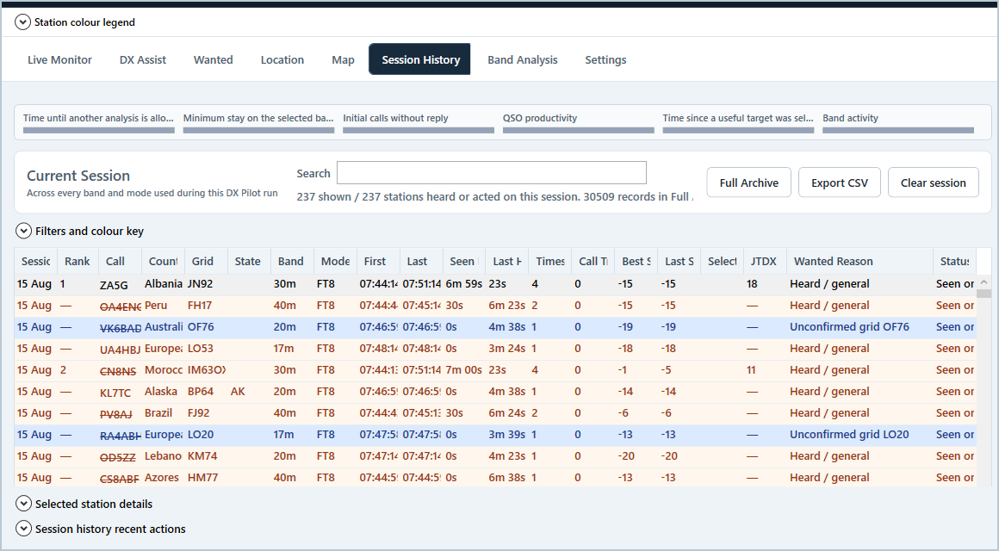 Station colour legend
Live Monitor DX Assist Wanted Location Map Session History Band Analysis Settings
Time until another analysis is allo... Minimum stay on the selected ba... Initial calls without reply QSO productivity Time since a useful target was sel... Band activity
Current Session
Across every band and mode used during this DX Pilot run
Search
237 shown / 237 stations heard or acted on this session. 30509 records in Full
Full Archive Export CSV Clear session
Filters and colour key
Sessic Rank Call Count Grid State Band Mode First Last Seen Last H Times Call Ti Best S Last S Select JTDX Wanted Reason Status
15 Aug 1 ZA5G Albania JN92 30m FT8 07:44:14 07:51:14 6m 59s 23s 4 0 -15 -15 18 Heard / general Seen or
15 Aug — OA4ENC Peru FH17 40m FT8 07:44:4 07:45:14 30s 6m 23s 2 0 -15 -15 — Heard / general Seen or
15 Aug — VK6BAD Australi OF76 20m FT8 07:46:59 07:46:59 0s 4m 38s 1 0 -19 -19 — Unconfirmed grid OF76 Seen or
15 Aug — UA4HBJ Europea LO53 17m FT8 07:48:14 07:48:14 0s 3m 24s 1 0 -18 -18 — Heard / general Seen or
15 Aug 2 CN8NS Morocc IM63OX 30m FT8 07:44:13 07:51:14 7m 00s 23s 4 0 -1 -5 11 Heard / general Seen or
15 Aug — KL7TC Alaska BP64 AK 20m FT8 07:46:59 07:46:59 0s 4m 38s 1 0 -14 -14 — Heard / general Seen or
15 Aug — PV8AJ Brazil FJ92 40m FT8 07:44:4 07:45:13 30s 6m 24s 2 0 -6 -6 — Heard / general Seen or
15 Aug — RA4ABH Europea LO20 17m FT8 07:47:58 07:47:58 0s 3m 39s 1 0 -13 -13 — Unconfirmed grid LO20 Seen or
15 Aug — OD5ZZ Lebano KM74 20m FT8 07:47:14 07:47:14 0s 4m 23s 1 0 -20 -20 — Heard / general Seen or
15 Aug — CS8ABF Azores HM77 40m FT8 07:44:59 07:44:59 0s 6m 38s 1 0 -13 -13 — Heard / general Seen or
Selected station details
Session history recent actions